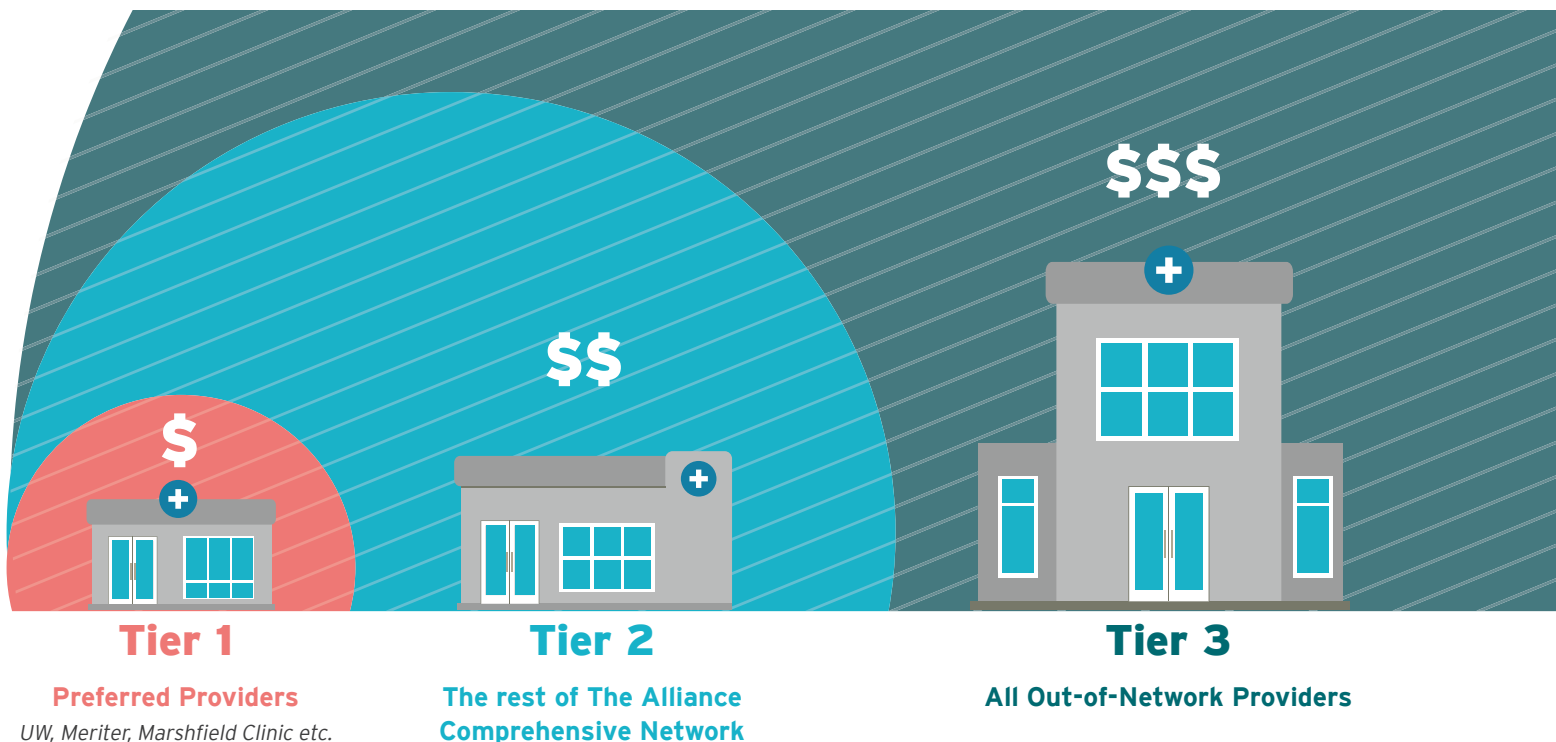 $
$$
$$$
Tier 1
Preferred Providers
UW, Meriter, Marshfield Clinic etc.
Tier 2
The rest of The Alliance
Comprehensive Network
Tier 3
All Out-of-Network Providers